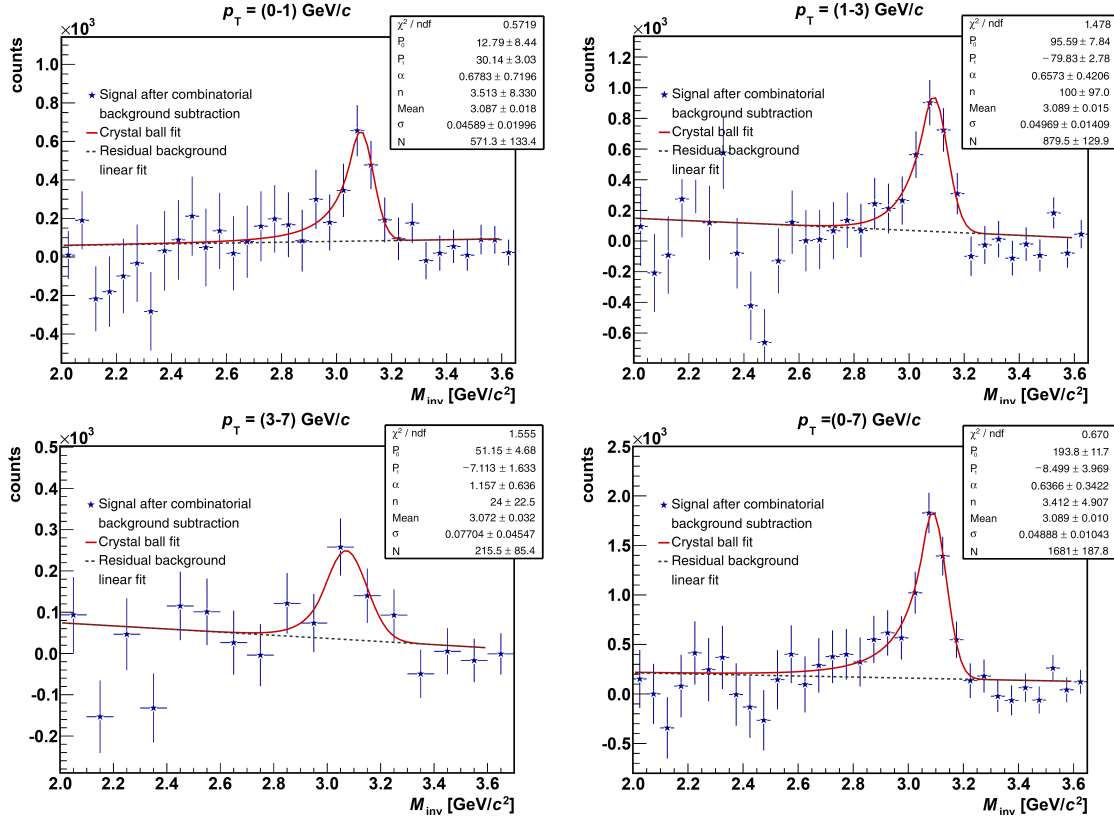 p_T = (0-1) GeV/c
×10³
counts
1.0
0.8
0.6
0.4
0.2
0.0
-0.2
-0.4
χ² / ndf 0.5719
P₀ 12.79 ± 8.44
P₁ 30.14 ± 3.03
α 0.6783 ± 0.7196
n 3.513 ± 8.330
Mean 3.087 ± 0.018
σ 0.04589 ± 0.01996
N 571.3 ± 133.4
Signal after combinatorial
background subtraction
Crystal ball fit
Residual background
linear fit
2.0 2.2 2.4 2.6 2.8 3.0 3.2 3.4 3.6
M_inv [GeV/c²]
p_T = (1-3) GeV/c
×10³
counts
1.2
1.0
0.8
0.6
0.4
0.2
0.0
-0.2
-0.4
-0.6
χ² / ndf 1.478
P₀ 95.59 ± 7.84
P₁ −79.83 ± 2.78
α 0.6573 ± 0.4206
n 100 ± 97.0
Mean 3.089 ± 0.015
σ 0.04969 ± 0.01409
N 879.5 ± 129.9
Signal after combinatorial
background subtraction
Crystal ball fit
Residual background
linear fit
2.0 2.2 2.4 2.6 2.8 3.0 3.2 3.4 3.6
M_inv [GeV/c²]
p_T = (3-7) GeV/c
×10³
counts
0.5
0.4
0.3
0.2
0.1
0.0
-0.1
-0.2
χ² / ndf 1.555
P₀ 51.15 ± 4.68
P₁ −7.113 ± 1.633
α 1.157 ± 0.636
n 24 ± 22.5
Mean 3.072 ± 0.032
σ 0.07704 ± 0.04547
N 215.5 ± 85.4
Signal after combinatorial
background subtraction
Crystal ball fit
Residual background
linear fit
2.0 2.2 2.4 2.6 2.8 3.0 3.2 3.4 3.6
M_inv [GeV/c²]
p_T =(0-7) GeV/c
×10³
counts
2.5
2.0
1.5
1.0
0.5
0.0
-0.5
χ² / ndf 0.670
P₀ 193.8 ± 11.7
P₁ −8.499 ± 3.969
α 0.6366 ± 0.3422
n 3.412 ± 4.907
Mean 3.089 ± 0.010
σ 0.04888 ± 0.01043
N 1681 ± 187.8
Signal after combinatorial
background subtraction
Crystal ball fit
Residual background
linear fit
2.0 2.2 2.4 2.6 2.8 3.0 3.2 3.4 3.6
M_inv [GeV/c²]